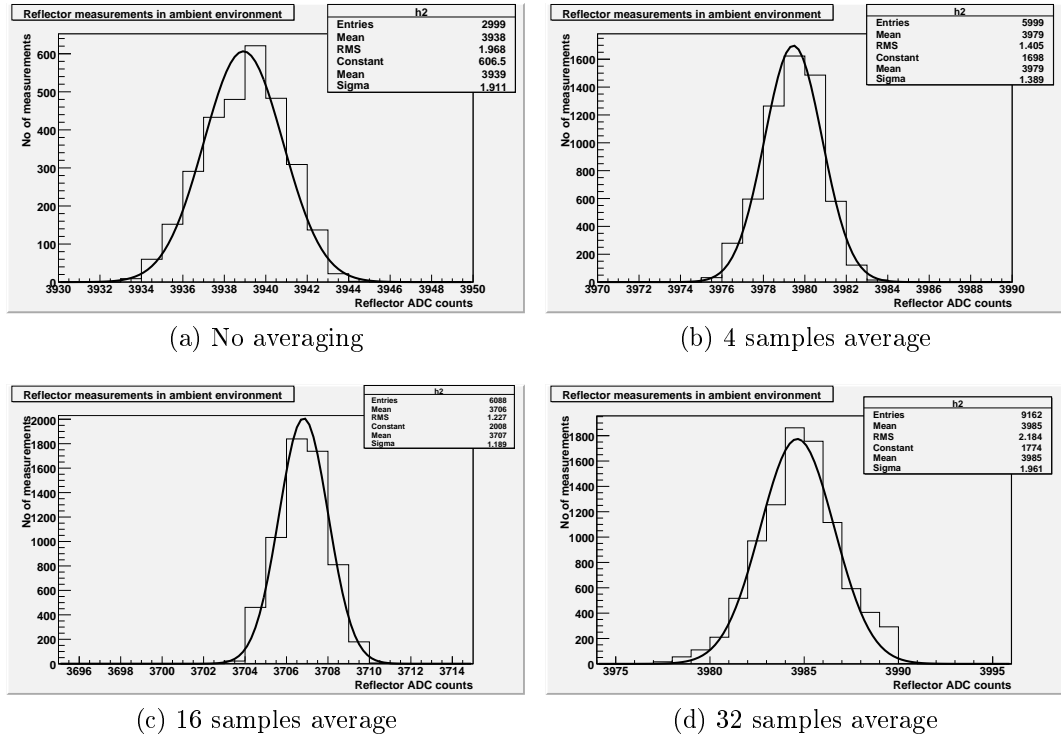 Reflector measurements in ambient environment
h2
Entries 2999
Mean 3938
RMS 1.968
Constant 606.5
Mean 3939
Sigma 1.911
No of measurements
600
500
400
300
200
100
0
3930 3932 3934 3936 3938 3940 3942 3944 3946 3948 3950
Reflector ADC counts
(a) No averaging
Reflector measurements in ambient environment
h2
Entries 5999
Mean 3979
RMS 1.405
Constant 1698
Mean 3979
Sigma 1.389
No of measurements
1600
1400
1200
1000
800
600
400
200
0
3970 3972 3974 3976 3978 3980 3982 3984 3986 3988 3990
Reflector ADC counts
(b) 4 samples average
Reflector measurements in ambient environment
h2
Entries 6088
Mean 3706
RMS 1.227
Constant 2008
Mean 3707
Sigma 1.189
No of measurements
2000
1800
1600
1400
1200
1000
800
600
400
200
0
3696 3698 3700 3702 3704 3706 3708 3710 3712 3714
Reflector ADC counts
(c) 16 samples average
Reflector measurements in ambient environment
h2
Entries 9162
Mean 3985
RMS 2.184
Constant 1774
Mean 3985
Sigma 1.961
No of measurements
1800
1600
1400
1200
1000
800
600
400
200
0
3975 3980 3985 3990 3995
Reflector ADC counts
(d) 32 samples average